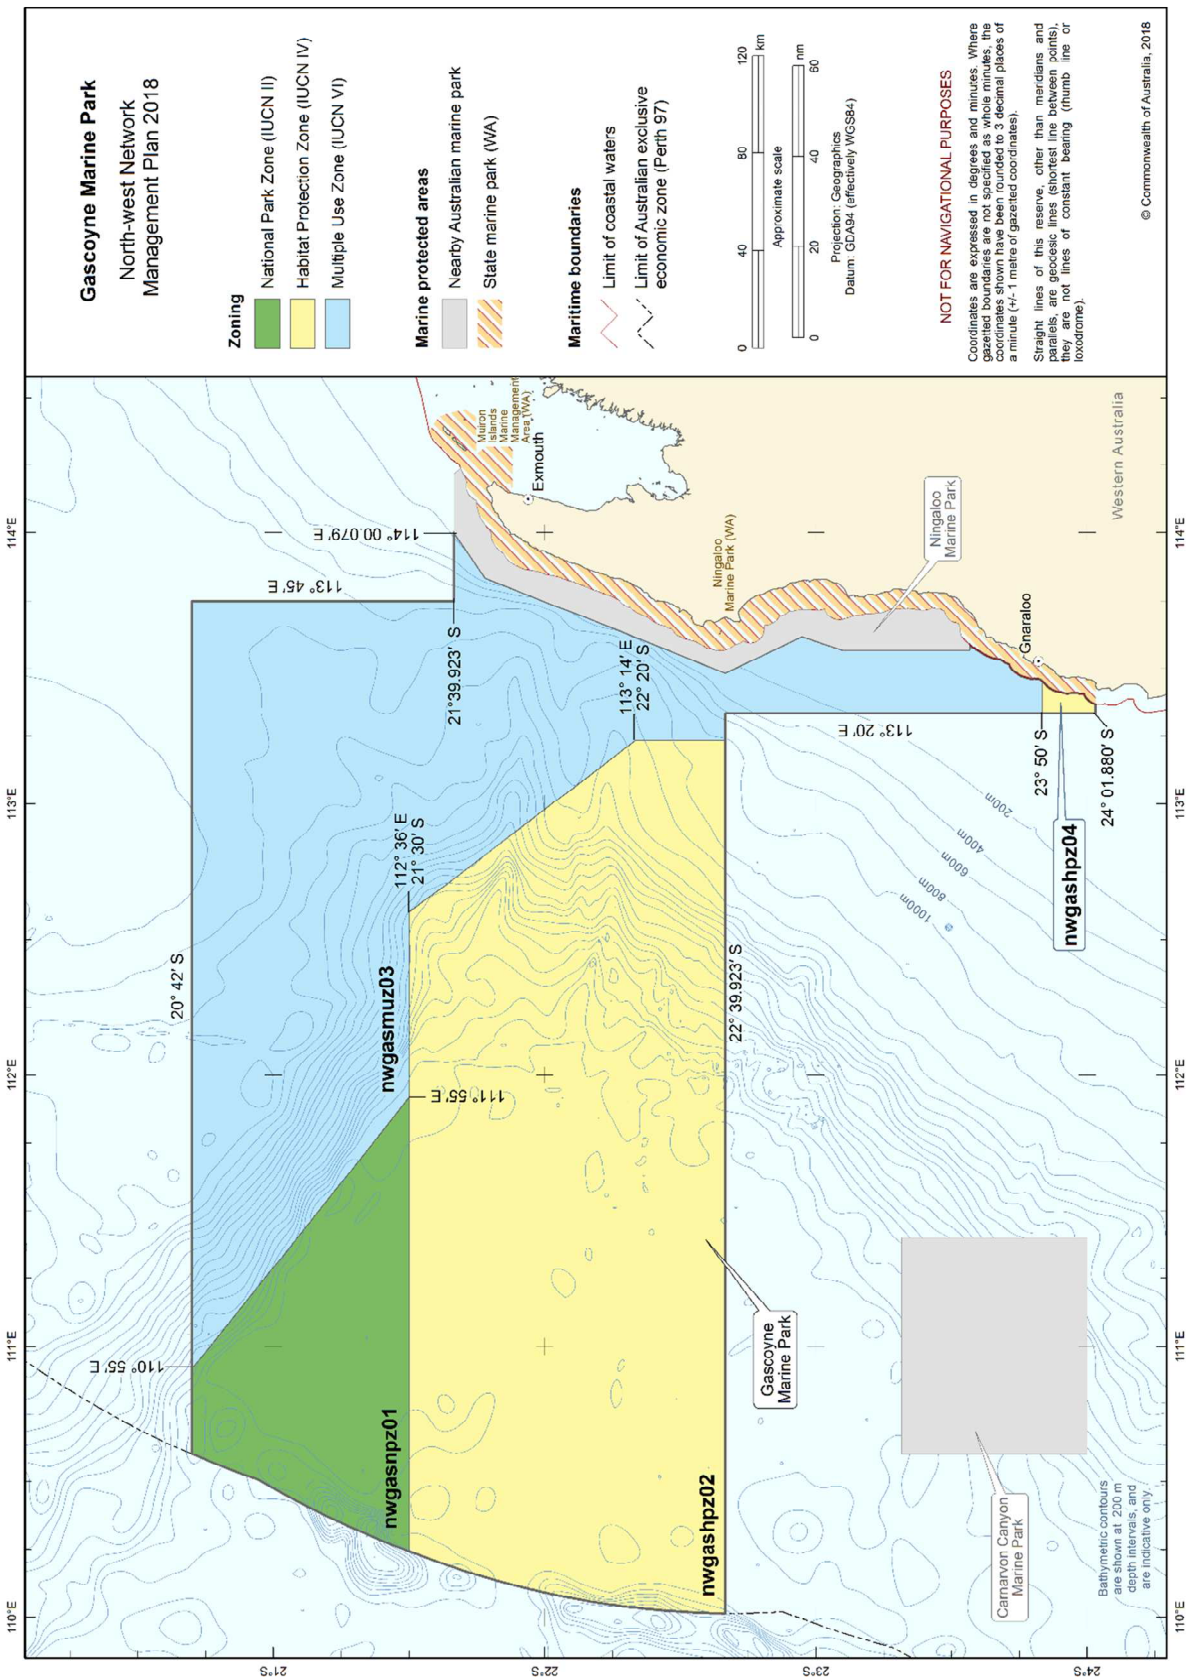 Gascoyne Marine Park
North-west Network
Management Plan 2018
Zoning
National Park Zone (IUCN II)
Habitat Protection Zone (IUCN IV)
Multiple Use Zone (IUCN VI)
Marine protected areas
Nearby Australian marine park
State marine park (WA)
Maritime boundaries
Limit of coastal waters
Limit of Australian exclusive
economic zone (Perth 97)
0 40 80 120
km
Approximate scale
nm
0 20 40 60
Projection: Geographics
Datum: GDA94 (effectively WGS84)
NOT FOR NAVIGATIONAL PURPOSES
Coordinates are expressed in degrees and minutes. Where
gazetted boundaries are not specified as whole minutes, the
coordinates shown have been rounded to 3 decimal places of
a minute (+/- 1 metre of gazetted coordinates).
Straight lines of this reserve, other than meridians and
parallels, are geodesic lines (shortest line between points),
they are not lines of constant bearing (rhumb line or
loxodrome).
© Commonwealth of Australia, 2018
110°E
111°E
112°E
113°E
114°E
110°E
111°E
112°E
113°E
114°E
21°S
22°S
23°S
24°S
20° 42' S
110° 55' E
113° 45' E
114° 00.079' E
21°39.923' S
112° 36' E
21° 30' S
111° 55' E
113° 14' E
22° 20' S
22° 39.923' S
113° 20' E
23° 50' S
24° 01.880' S
nwgasnpz01
nwgashpz02
nwgasmuz03
nwgashpz04
Gascoyne
Marine Park
Carnarvon Canyon
Marine Park
Ningaloo
Marine Park
Ningaloo
Marine Park (WA)
Muiron
Islands
Marine
Management
Area (WA)
Exmouth
Gnaraloo
Western Australia
200m
400m
600m
800m
1000m
Bathymetric contours
are shown at 200 m
depth intervals, and
are indicative only.